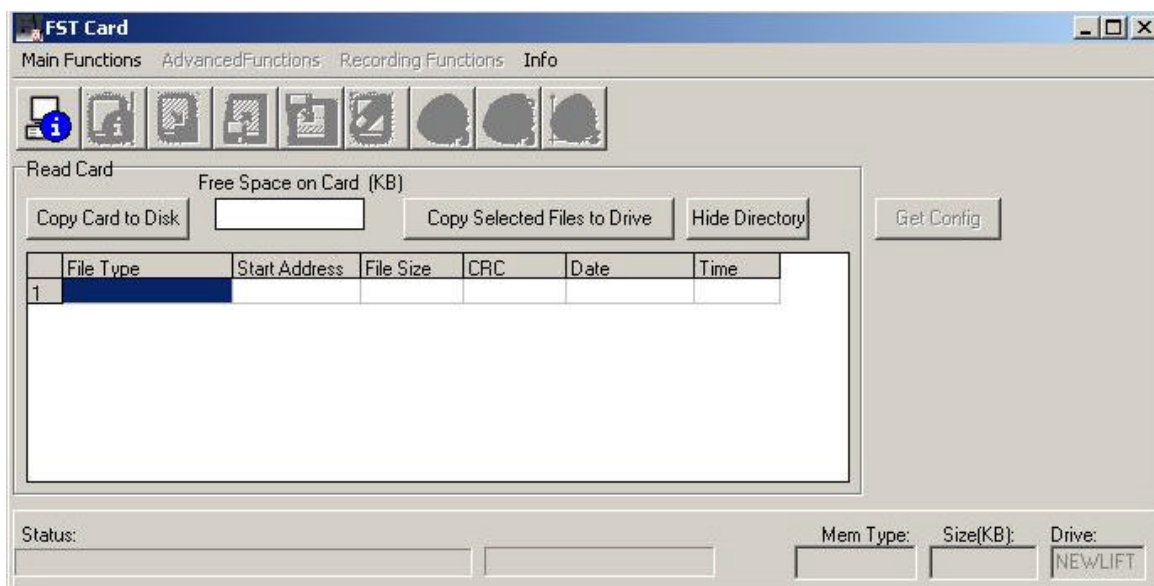 FST Card
Main Functions AdvancedFunctions Recording Functions Info
Read Card
Free Space on Card (KB)
Copy Card to Disk Copy Selected Files to Drive Hide Directory Get Config
File Type Start Address File Size CRC Date Time
1
Status: Mem Type: Size(KB): Drive:
NEWLIFT